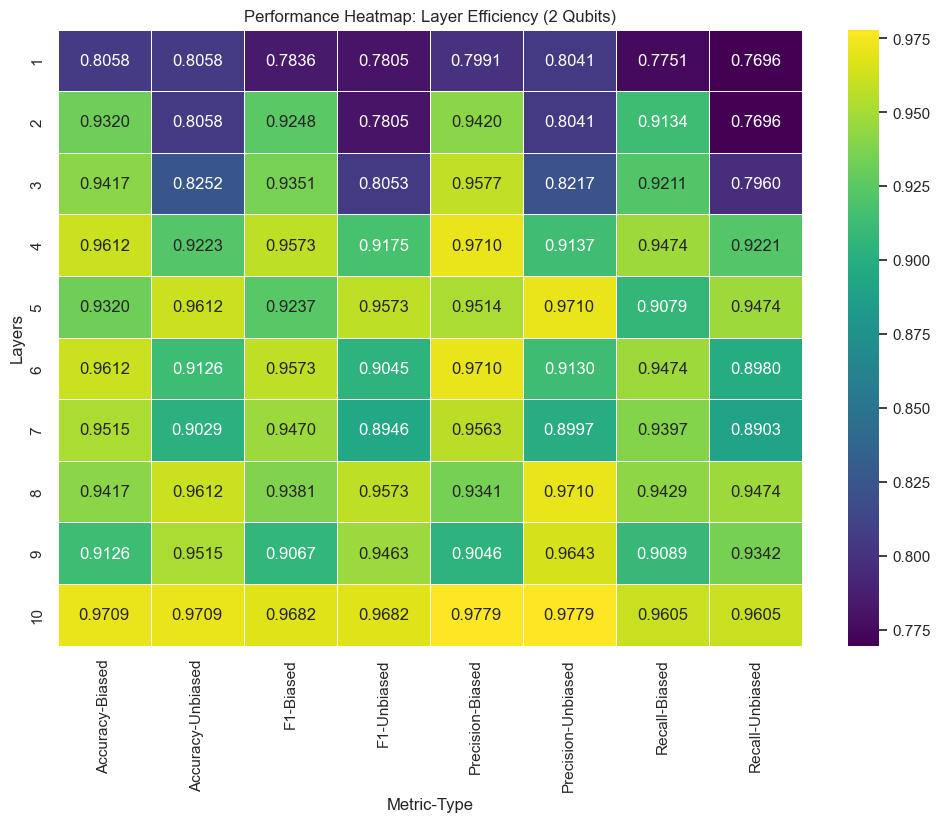 Performance Heatmap: Layer Efficiency (2 Qubits)
Layers
1 0.8058 0.8058 0.7836 0.7805 0.7991 0.8041 0.7751 0.7696
2 0.9320 0.8058 0.9248 0.7805 0.9420 0.8041 0.9134 0.7696
3 0.9417 0.8252 0.9351 0.8053 0.9577 0.8217 0.9211 0.7960
4 0.9612 0.9223 0.9573 0.9175 0.9710 0.9137 0.9474 0.9221
5 0.9320 0.9612 0.9237 0.9573 0.9514 0.9710 0.9079 0.9474
6 0.9612 0.9126 0.9573 0.9045 0.9710 0.9130 0.9474 0.8980
7 0.9515 0.9029 0.9470 0.8946 0.9563 0.8997 0.9397 0.8903
8 0.9417 0.9612 0.9381 0.9573 0.9341 0.9710 0.9429 0.9474
9 0.9126 0.9515 0.9067 0.9463 0.9046 0.9643 0.9089 0.9342
10 0.9709 0.9709 0.9682 0.9682 0.9779 0.9779 0.9605 0.9605
Accuracy-Biased
Accuracy-Unbiased
F1-Biased
F1-Unbiased
Precision-Biased
Precision-Unbiased
Recall-Biased
Recall-Unbiased
Metric-Type
0.975
0.950
0.925
0.900
0.875
0.850
0.825
0.800
0.775